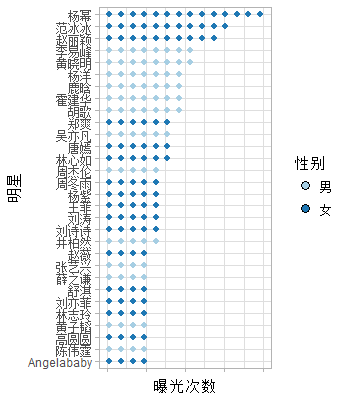 杨幂
范冰冰
赵丽颖
李易峰
黄晓明
杨洋
鹿晗
霍建华
胡歌
郑爽
吴亦凡
唐嫣
林心如
周杰伦
周冬雨
杨紫
王菲
刘涛
刘诗诗
井柏然
赵薇
张艺兴
薛之谦
舒淇
刘亦菲
林志玲
黄子韬
高圆圆
陈伟霆
Angelababy
明星
曝光次数
性别
男
女